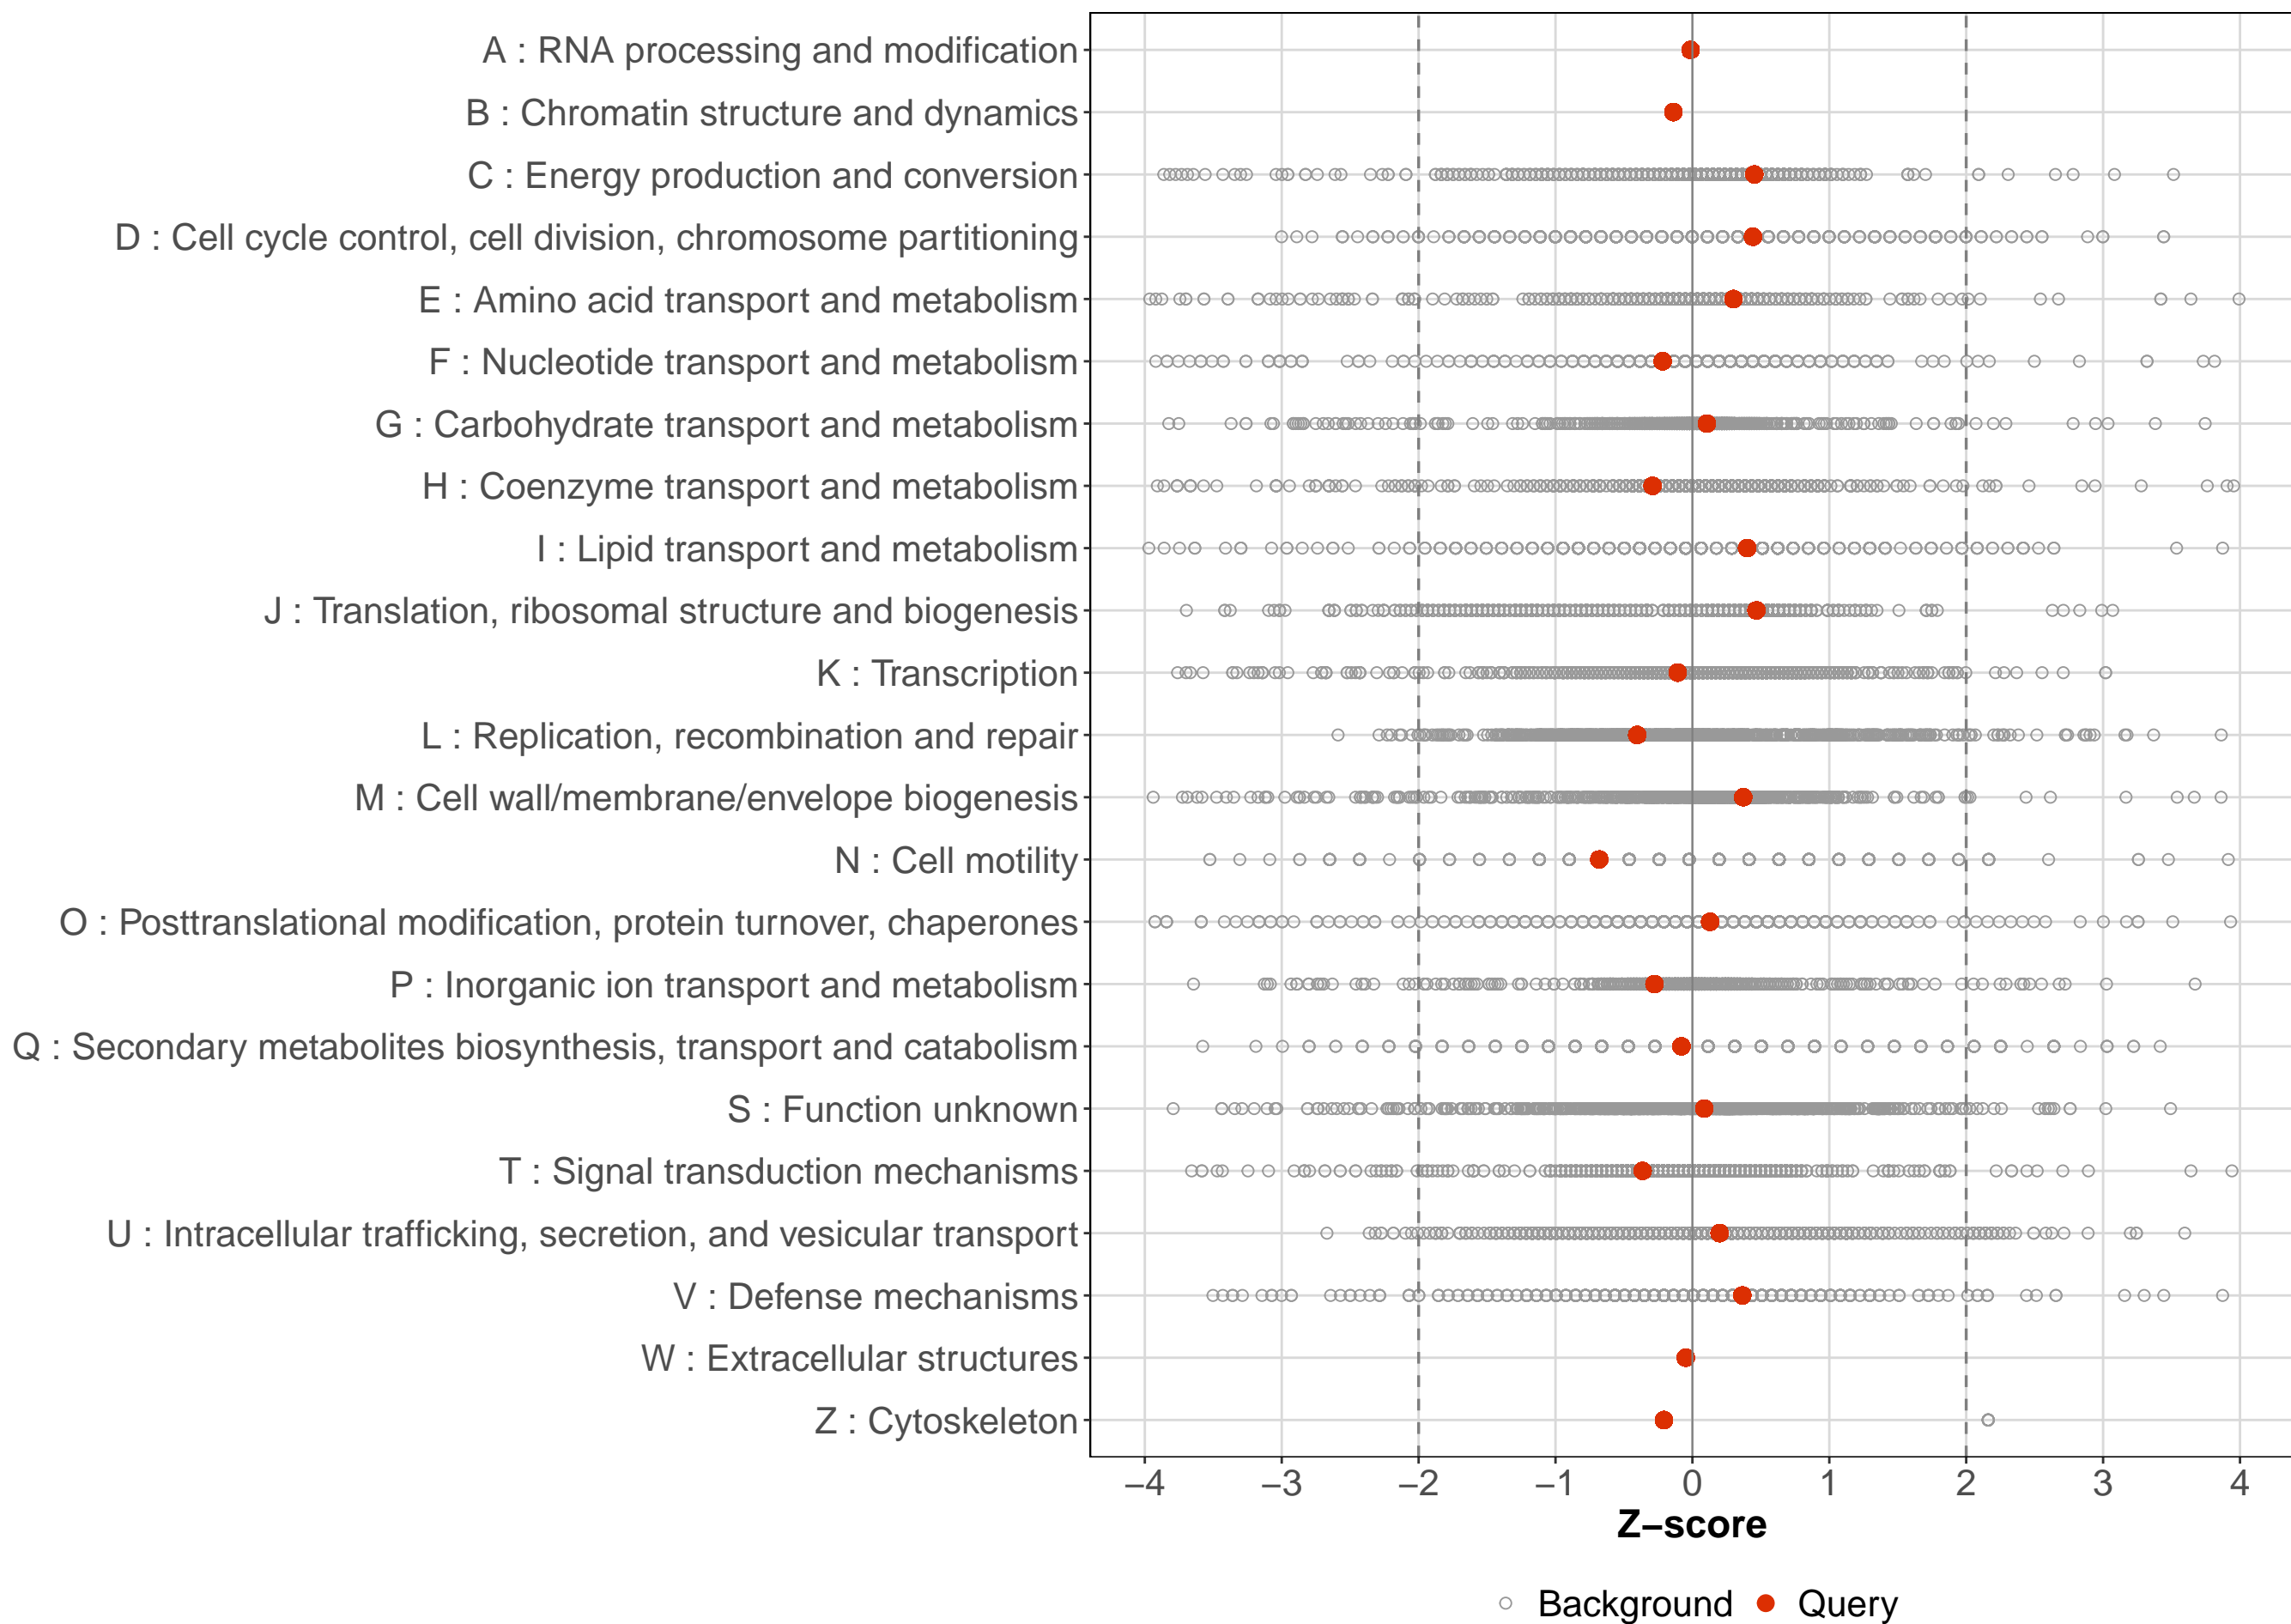 A : RNA processing and modification
B : Chromatin structure and dynamics
C : Energy production and conversion
D : Cell cycle control, cell division, chromosome partitioning
E : Amino acid transport and metabolism
F : Nucleotide transport and metabolism
G : Carbohydrate transport and metabolism
H : Coenzyme transport and metabolism
I : Lipid transport and metabolism
J : Translation, ribosomal structure and biogenesis
K : Transcription
L : Replication, recombination and repair
M : Cell wall/membrane/envelope biogenesis
N : Cell motility
O : Posttranslational modification, protein turnover, chaperones
P : Inorganic ion transport and metabolism
Q : Secondary metabolites biosynthesis, transport and catabolism
S : Function unknown
T : Signal transduction mechanisms
U : Intracellular trafficking, secretion, and vesicular transport
V : Defense mechanisms
W : Extracellular structures
Z : Cytoskeleton
−4 −3 −2 −1 0 1 2 3 4
Z−score
Background Query